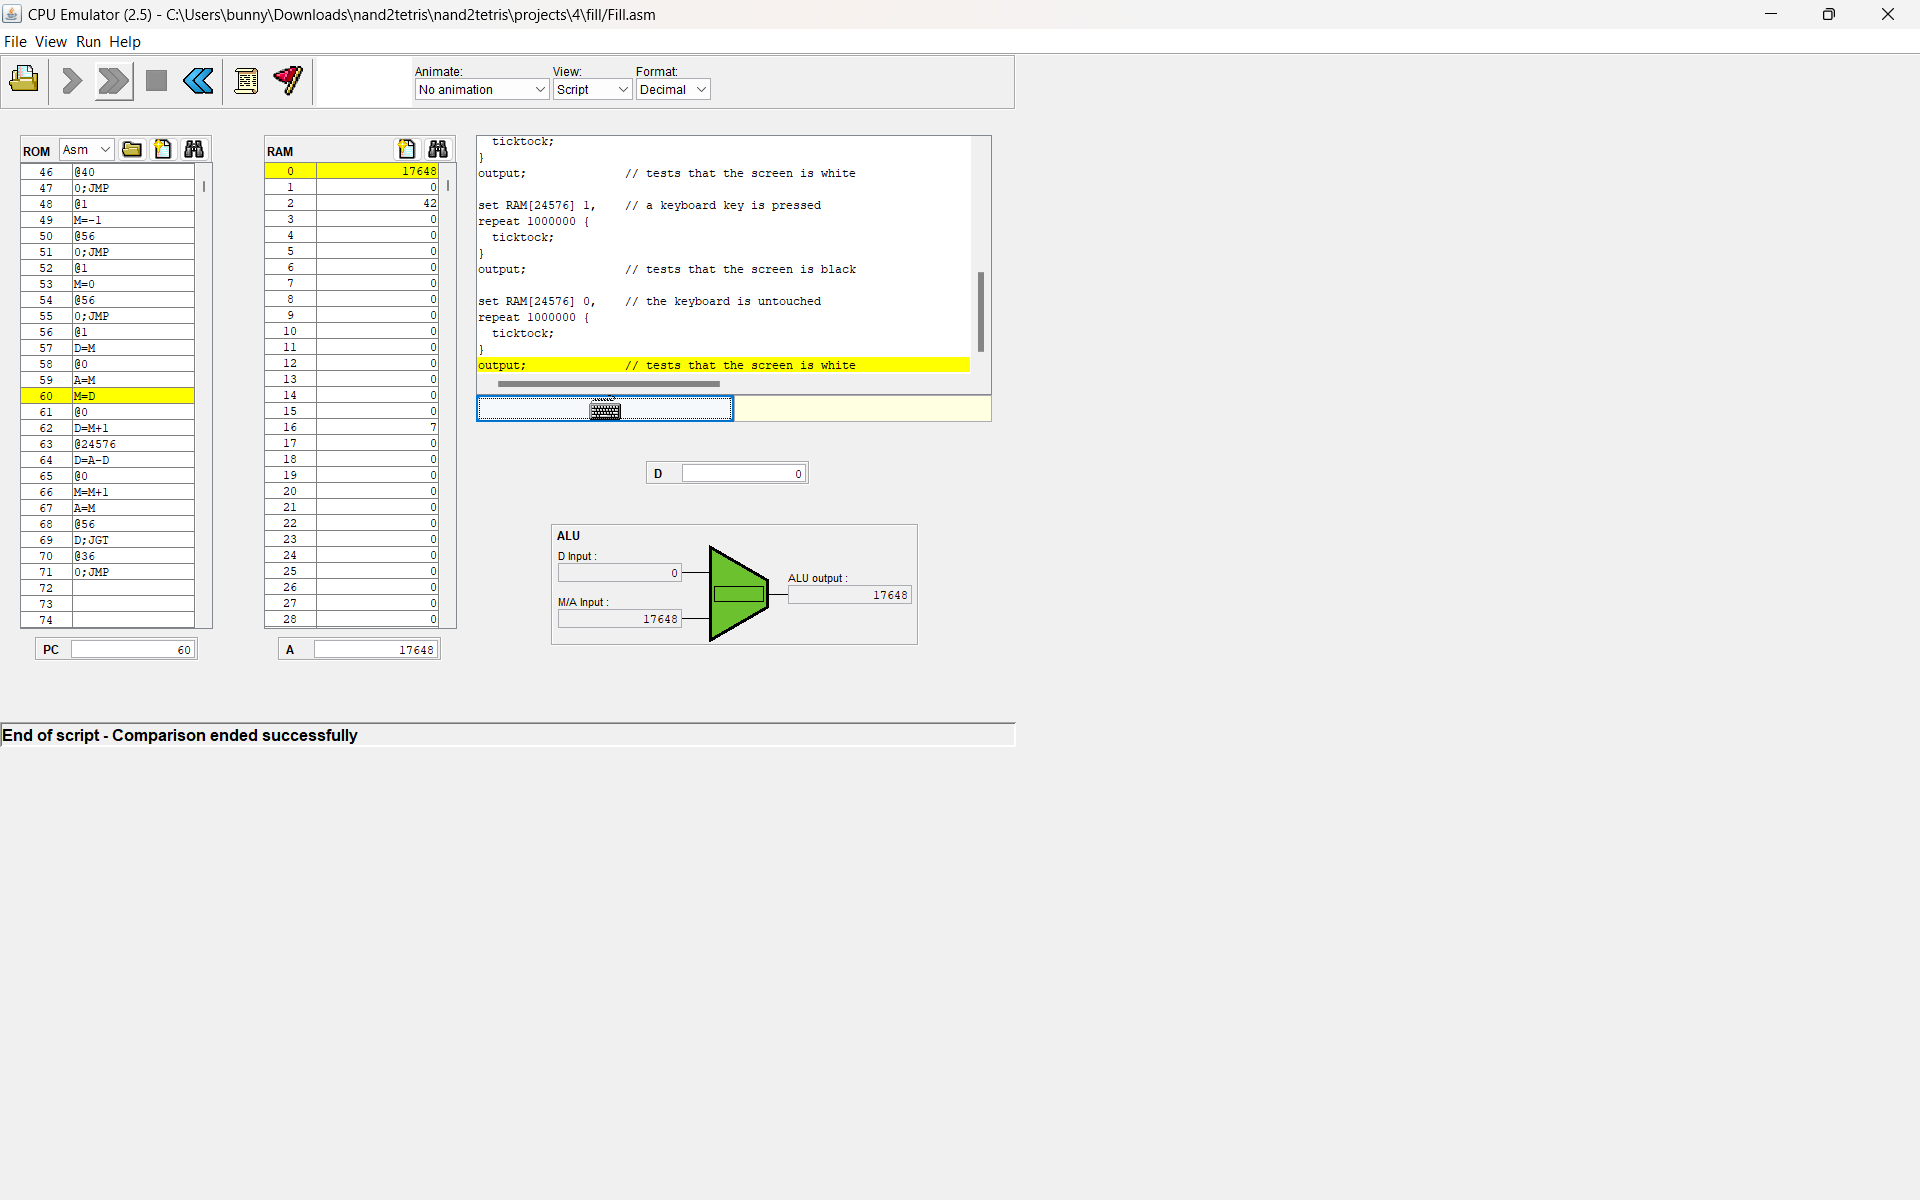 CPU Emulator (2.5) - C:\Users\bunny\Downloads\nand2tetris\nand2tetris\projects\4\fill/Fill.asm
File View Run Help
Animate: View: Format:
No animation Script Decimal
ROM Asm
46 @40
47 0;JMP
48 @1
49 M=-1
50 @56
51 0;JMP
52 @1
53 M=0
54 @56
55 0;JMP
56 @1
57 D=M
58 @0
59 A=M
60 M=D
61 @0
62 D=M+1
63 @24576
64 D=A-D
65 @0
66 M=M+1
67 A=M
68 @56
69 D;JGT
70 @36
71 0;JMP
72
73
74
PC 60
RAM
0 17648
1 0
2 42
3 0
4 0
5 0
6 0
7 0
8 0
9 0
10 0
11 0
12 0
13 0
14 0
15 0
16 7
17 0
18 0
19 0
20 0
21 0
22 0
23 0
24 0
25 0
26 0
27 0
28 0
A 17648
ticktock;
}
output; // tests that the screen is white
set RAM[24576] 1, // a keyboard key is pressed
repeat 1000000 {
ticktock;
}
output; // tests that the screen is black
set RAM[24576] 0, // the keyboard is untouched
repeat 1000000 {
ticktock;
}
output; // tests that the screen is white
D 0
ALU
D Input :
0
M/A Input :
17648
ALU output :
17648
End of script - Comparison ended successfully